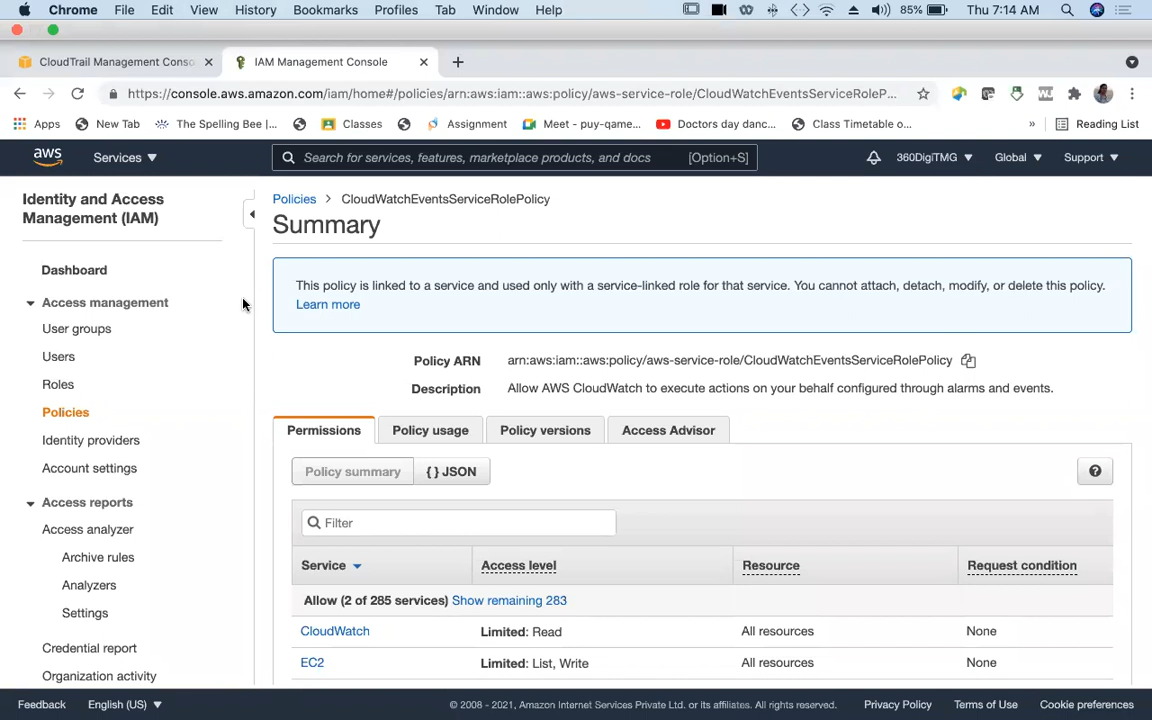 Chrome File Edit View History Bookmarks Profiles Tab Window Help 85% Thu 7:14 AM
CloudTrail Management Conso IAM Management Console
https://console.aws.amazon.com/iam/home#/policies/arn:aws:iam::aws:policy/aws-service-role/CloudWatchEventsServiceRoleP...
Apps New Tab The Spelling Bee |... Classes Assignment Meet - puy-qame... Doctors day danc... Class Timetable o... » Reading List
aws Services Search for services, features, marketplace products, and docs [Option+S] 360DigiTMG Global Support
Identity and Access
Management (IAM)
Dashboard
Access management
User groups
Users
Roles
Policies
Identity providers
Account settings
Access reports
Access analyzer
Archive rules
Analyzers
Settings
Credential report
Organization activity
Policies > CloudWatchEventsServiceRolePolicy
Summary
This policy is linked to a service and used only with a service-linked role for that service. You cannot attach, detach, modify, or delete this policy.
Learn more
Policy ARN arn:aws:iam::aws:policy/aws-service-role/CloudWatchEventsServiceRolePolicy
Description Allow AWS CloudWatch to execute actions on your behalf configured through alarms and events.
Permissions Policy usage Policy versions Access Advisor
Policy summary { } JSON
Filter
Service Access level Resource Request condition
Allow (2 of 285 services) Show remaining 283
CloudWatch Limited: Read All resources None
EC2 Limited: List, Write All resources None
Feedback English (US) © 2008 - 2021, Amazon Internet Services Private Ltd. or its affiliates. All rights reserved. Privacy Policy Terms of Use Cookie preferences